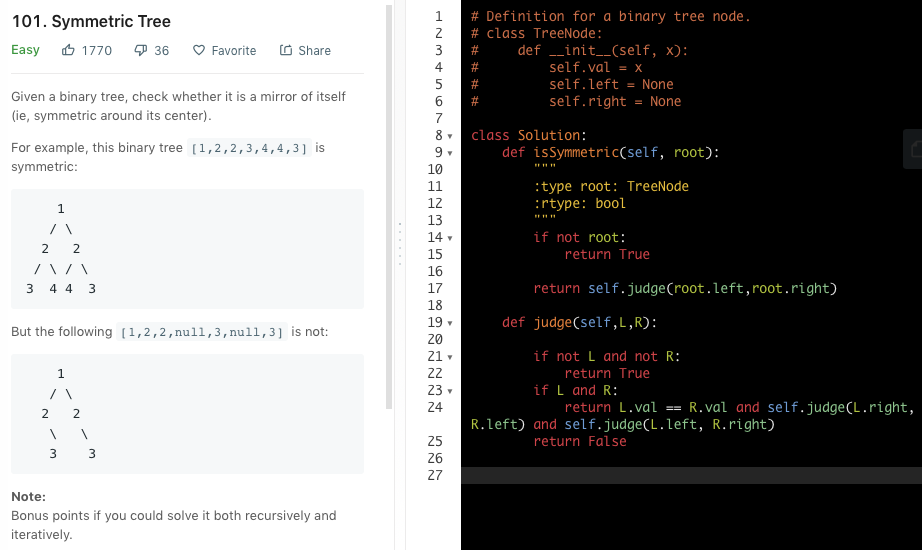 101. Symmetric Tree
Easy 1770 36 Favorite Share
Given a binary tree, check whether it is a mirror of itself
(ie, symmetric around its center).
For example, this binary tree [1,2,2,3,4,4,3] is
symmetric:
1
/ \
2   2
/ \ / \
3  4 4  3
But the following [1,2,2,null,3,null,3] is not:
1
/ \
2   2
\   \
3    3
Note:
Bonus points if you could solve it both recursively and
iteratively.
1 # Definition for a binary tree node.
2 # class TreeNode:
3 #     def __init__(self, x):
4 #         self.val = x
5 #         self.left = None
6 #         self.right = None
7
8 class Solution:
9     def isSymmetric(self, root):
10         """
11         :type root: TreeNode
12         :rtype: bool
13         """
14         if not root:
15             return True
16
17         return self.judge(root.left,root.right)
18
19     def judge(self,L,R):
20
21         if not L and not R:
22             return True
23         if L and R:
24             return L.val == R.val and self.judge(L.right,
R.left) and self.judge(L.left, R.right)
25         return False
26
27